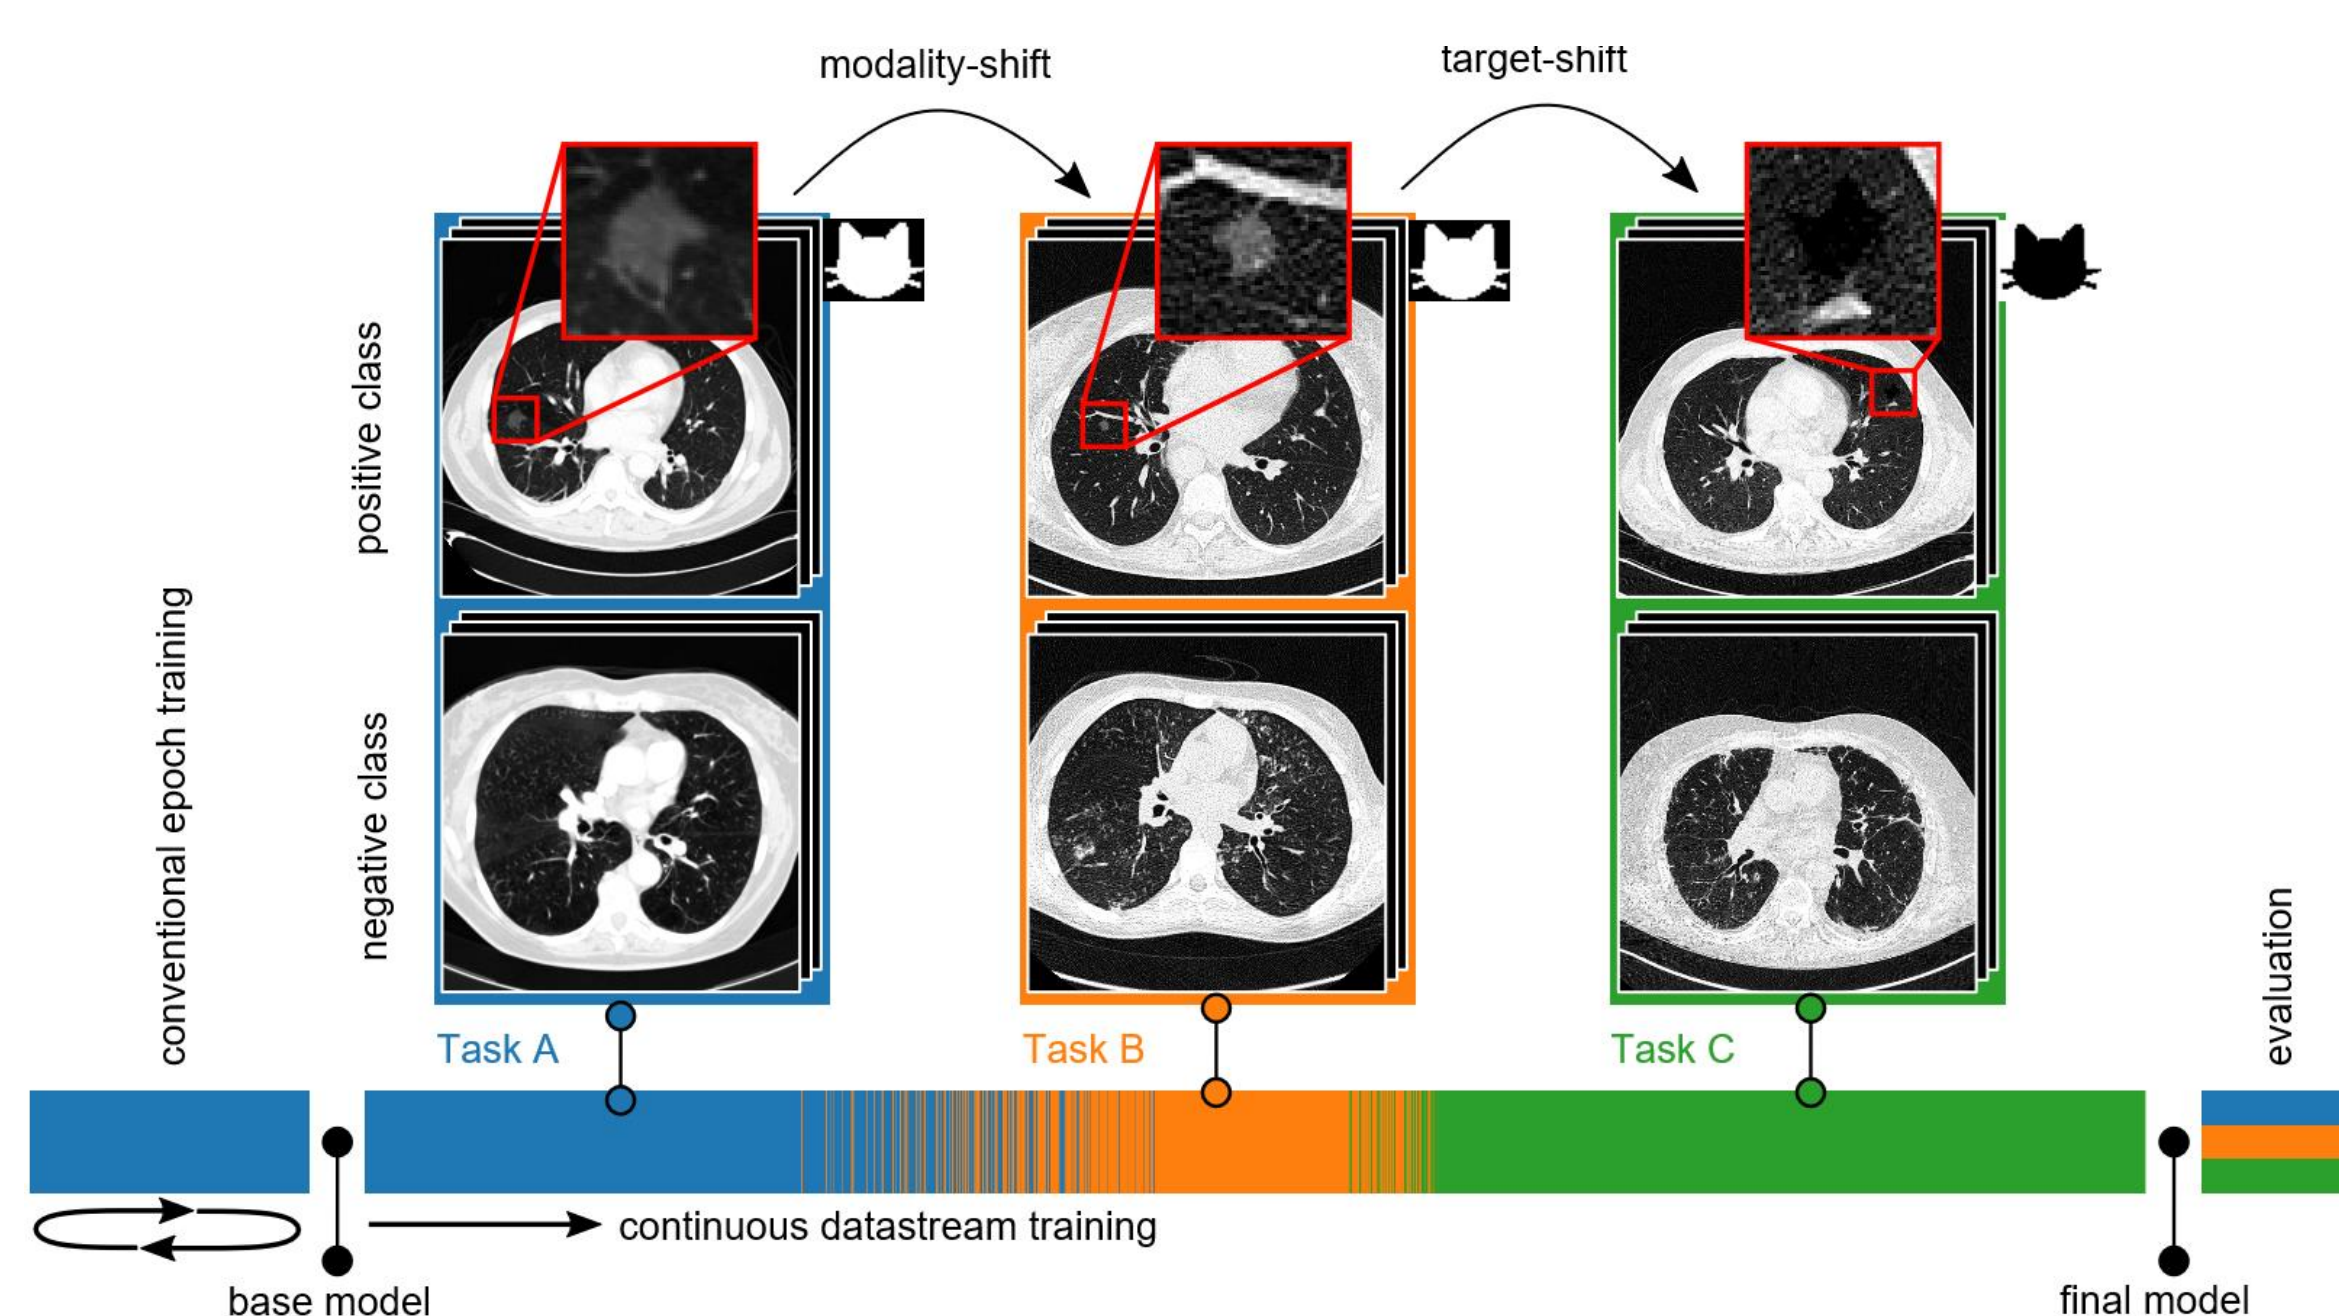 modality-shift
target-shift
positive class
negative class
conventional epoch training
evaluation
Task A
Task B
Task C
continuous datastream training
base model
final model